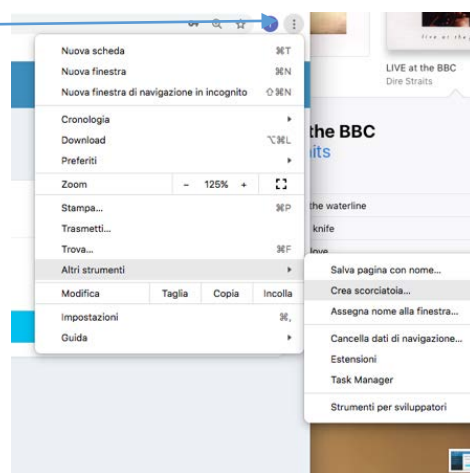 Nuova scheda ⌘T
Nuova finestra ⌘N
Nuova finestra di navigazione in incognito ⇧⌘N
Cronologia
Download ⌥⌘L
Preferiti
Zoom - 125% +
Stampa... ⌘P
Trasmetti...
Trova... ⌘F
Altri strumenti
Modifica Taglia Copia Incolla
Impostazioni ⌘,
Guida
LIVE at the BBC
Dire Straits
the BBC
aits
the waterline
knife
love
Salva pagina con nome...
Crea scorciatoia...
Assegna nome alla finestra...
Cancella dati di navigazione...
Estensioni
Task Manager
Strumenti per sviluppatori